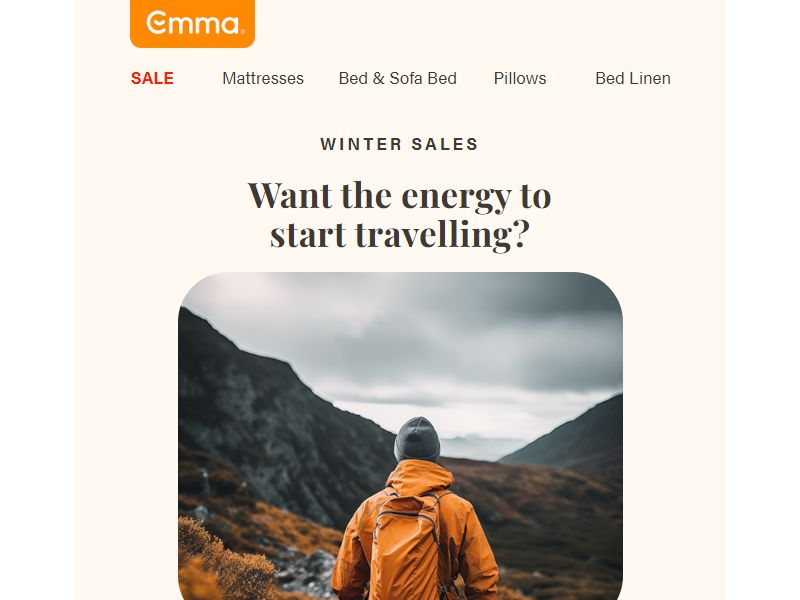 Emma®
SALE
Mattresses
Bed & Sofa Bed
Pillows
Bed Linen
WINTER SALES
Want the energy to
start travelling?